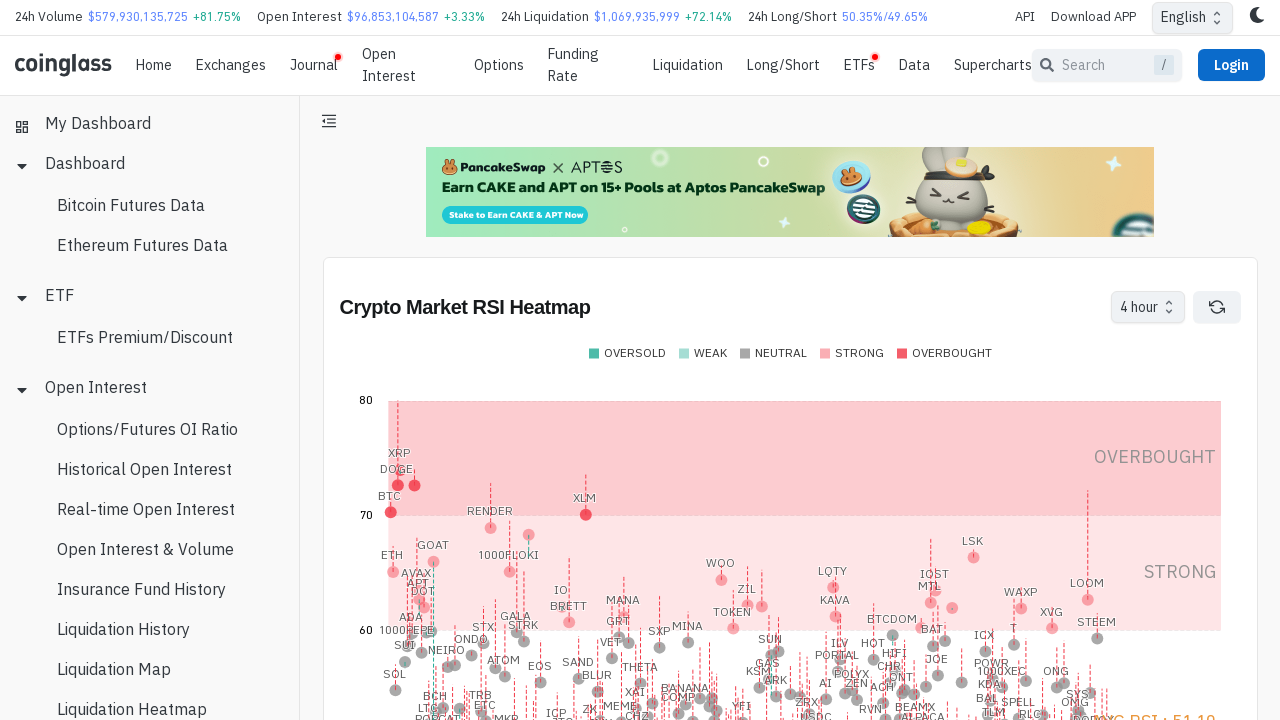 24h Volume $579,930,135,725 +81.75% Open Interest $96,853,104,587 +3.33% 24h Liquidation $1,069,935,999 +72.14% 24h Long/Short 50.35%/49.65% API Download APP English
coinglass Home Exchanges Journal Open Interest Options Funding Rate Liquidation Long/Short ETFs Data Supercharts Search / Login
My Dashboard
Dashboard
Bitcoin Futures Data
Ethereum Futures Data
ETF
ETFs Premium/Discount
Open Interest
Options/Futures OI Ratio
Historical Open Interest
Real-time Open Interest
Open Interest & Volume
Insurance Fund History
Liquidation History
Liquidation Map
Liquidation Heatmap
PancakeSwap X APTOS
Earn CAKE and APT on 15+ Pools at Aptos PancakeSwap
Stake to Earn CAKE & APT Now
Crypto Market RSI Heatmap
4 hour
OVERSOLD WEAK NEUTRAL STRONG OVERBOUGHT
80
XRP
OVERBOUGHT
DOGE
BTC
XLM
RENDER
70
LSK
GOAT
ETH
1000FLOKI
WOO
LQTY
STRONG
AVAX
IOST
APT
LOOM
MTL
DOT
IO
ZIL
WAXP
MANA
KAVA
BRETT
TOKEN
XVG
ADA
GALA
GRT
BTCDOM
STEEM
STRK
STX
MINA
T
BAT
1000PEPE
60
SXP
ICX
ONDO
SUN
VET
ILV
HOT
SUI
NEIRO
PORTAL
HIFI
ATOM
SAND
GAS
JOE
POWR
EOS
THETA
CHR
KSM
1000XEC
ONG
SOL
BLUR
POLYX
ONT
ARK
AI
ZEN
KDA
BANANA
ACH
XAI
SYS
BCH
TRB
COMP
BAL
ZRX
SPELL
ETC
MEME
YFI
BEAMX
LTC
RVN
ICP
ZK
TLM
RLC
CHZ
USDC
ALPACA
POPCAT
MKR